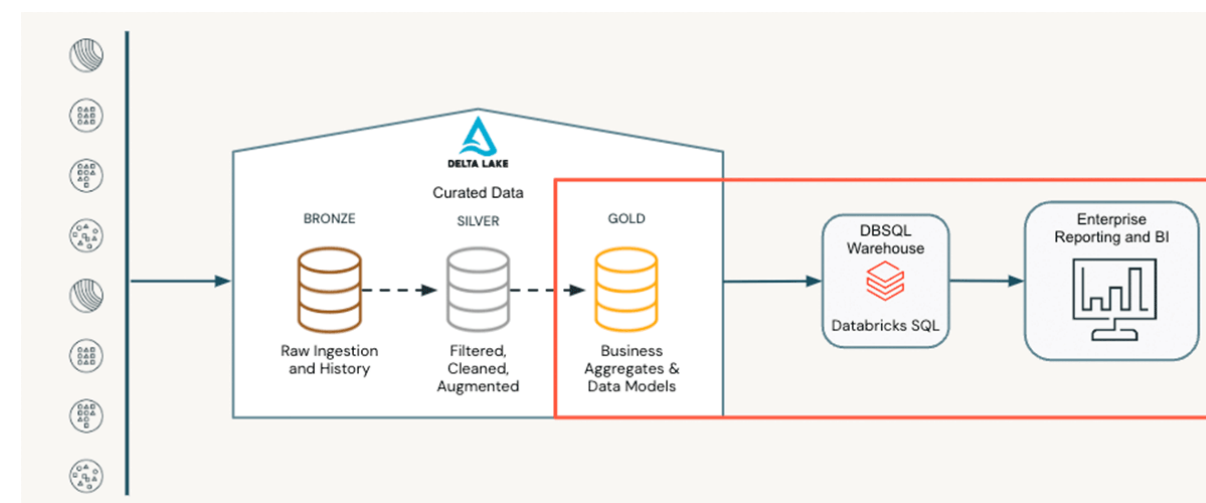 DELTA LAKE
Curated Data
BRONZE
SILVER
GOLD
Raw Ingestion
and History
Filtered,
Cleaned,
Augmented
Business
Aggregates &
Data Models
DBSQL
Warehouse
Databricks SQL
Enterprise
Reporting and BI